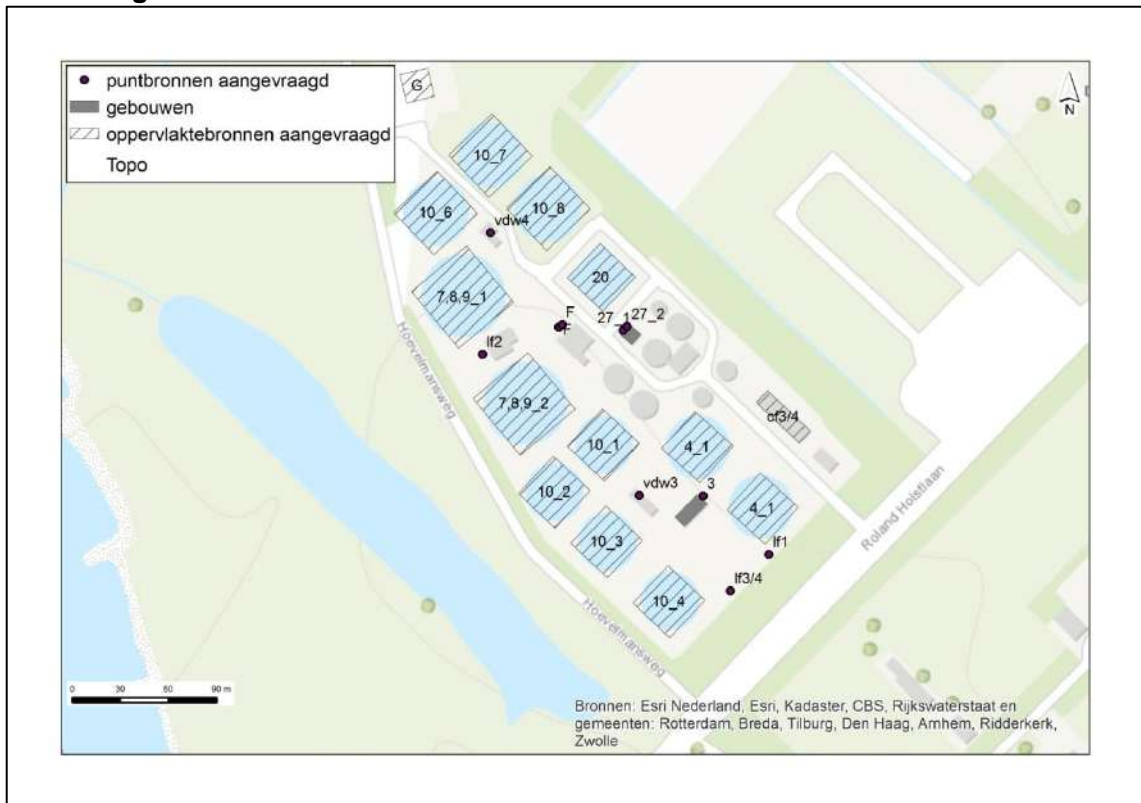 puntbronnen aangevraagd
gebouwen
oppervlaktebronnen aangevraagd
Topo
G
N
10_7
10_6
10_8
vdw4
20
7,8,9_1
F
F
27_1
27_2
lf2
Hoevelmansweg
7,8,9_2
cf3/4
10_1
4_1
10_2
vdw3
3
4_1
10_3
lf1
Roland Holstlaan
lf3/4
10_4
Hoevelmansweg
0 30 60 90 m
Bronnen: Esri Nederland, Esri, Kadaster, CBS, Rijkswaterstaat en
gemeenten: Rotterdam, Breda, Tilburg, Den Haag, Arnhem, Ridderkerk,
Zwolle